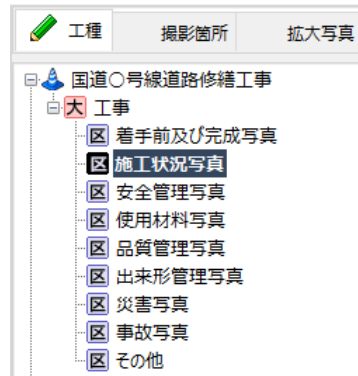 工種 撮影箇所 拡大写真
国道○号線道路修繕工事
大 工事
区 着手前及び完成写真
区 施工状況写真
区 安全管理写真
区 使用材料写真
区 品質管理写真
区 出来形管理写真
区 災害写真
区 事故写真
区 その他